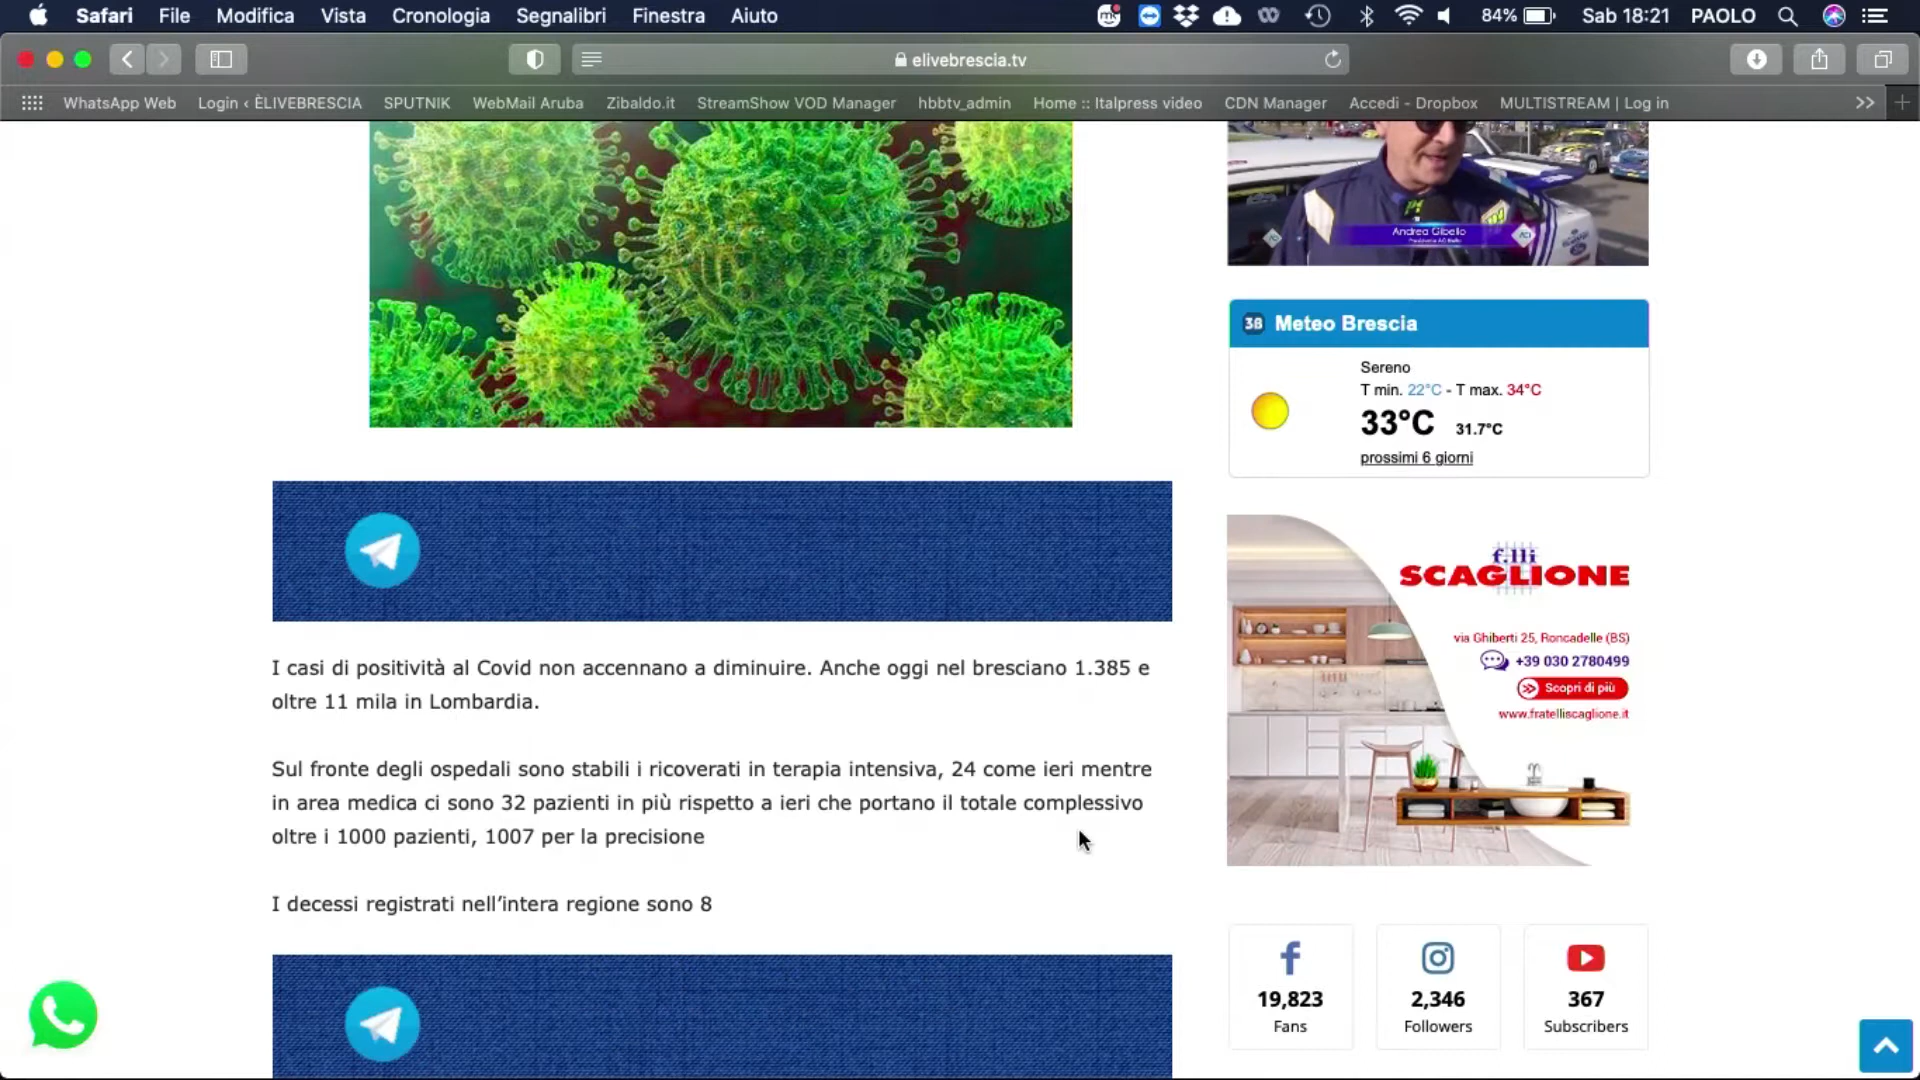 Safari File Modifica Vista Cronologia Segnalibri Finestra Aiuto 84% Sab 18:21 PAOLO
elivebrescia.tv
WhatsApp Web Login ‹ ÈLIVEBRESCIA SPUTNIK WebMail Aruba Zibaldo.it StreamShow VOD Manager hbbtv_admin Home :: Italpress video CDN Manager Accedi - Dropbox MULTISTREAM | Log in
Andrea Gibello
I casi di positività al Covid non accennano a diminuire. Anche oggi nel bresciano 1.385 e
oltre 11 mila in Lombardia.
Sul fronte degli ospedali sono stabili i ricoverati in terapia intensiva, 24 come ieri mentre
in area medica ci sono 32 pazienti in più rispetto a ieri che portano il totale complessivo
oltre i 1000 pazienti, 1007 per la precisione
I decessi registrati nell’intera regione sono 8
3B Meteo Brescia
Sereno
T min. 22°C - T max. 34°C
33°C 31.7°C
prossimi 6 giorni
f.lli
SCAGLIONE
via Ghiberti 25, Roncadelle (BS)
+39 030 2780499
Scopri di più
www.fratelliscaglione.it
19,823 2,346 367
Fans Followers Subscribers